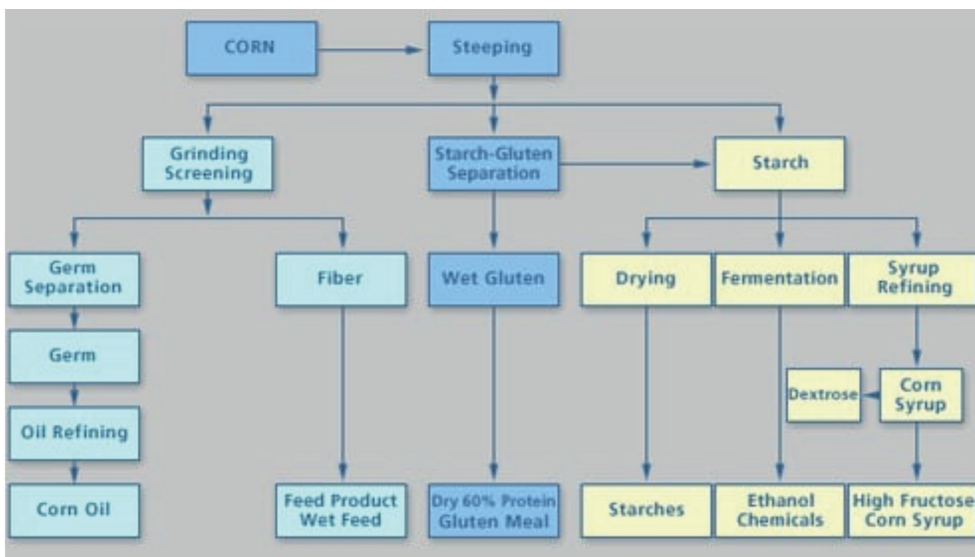 CORN
Steeping
Grinding
Screening
Starch-Gluten
Separation
Starch
Germ
Separation
Fiber
Wet Gluten
Drying
Fermentation
Syrup
Refining
Germ
Dextrose
Corn
Syrup
Oil Refining
Corn Oil
Feed Product
Wet Feed
Dry 60% Protein
Gluten Meal
Starches
Ethanol
Chemicals
High Fructose
Corn Syrup